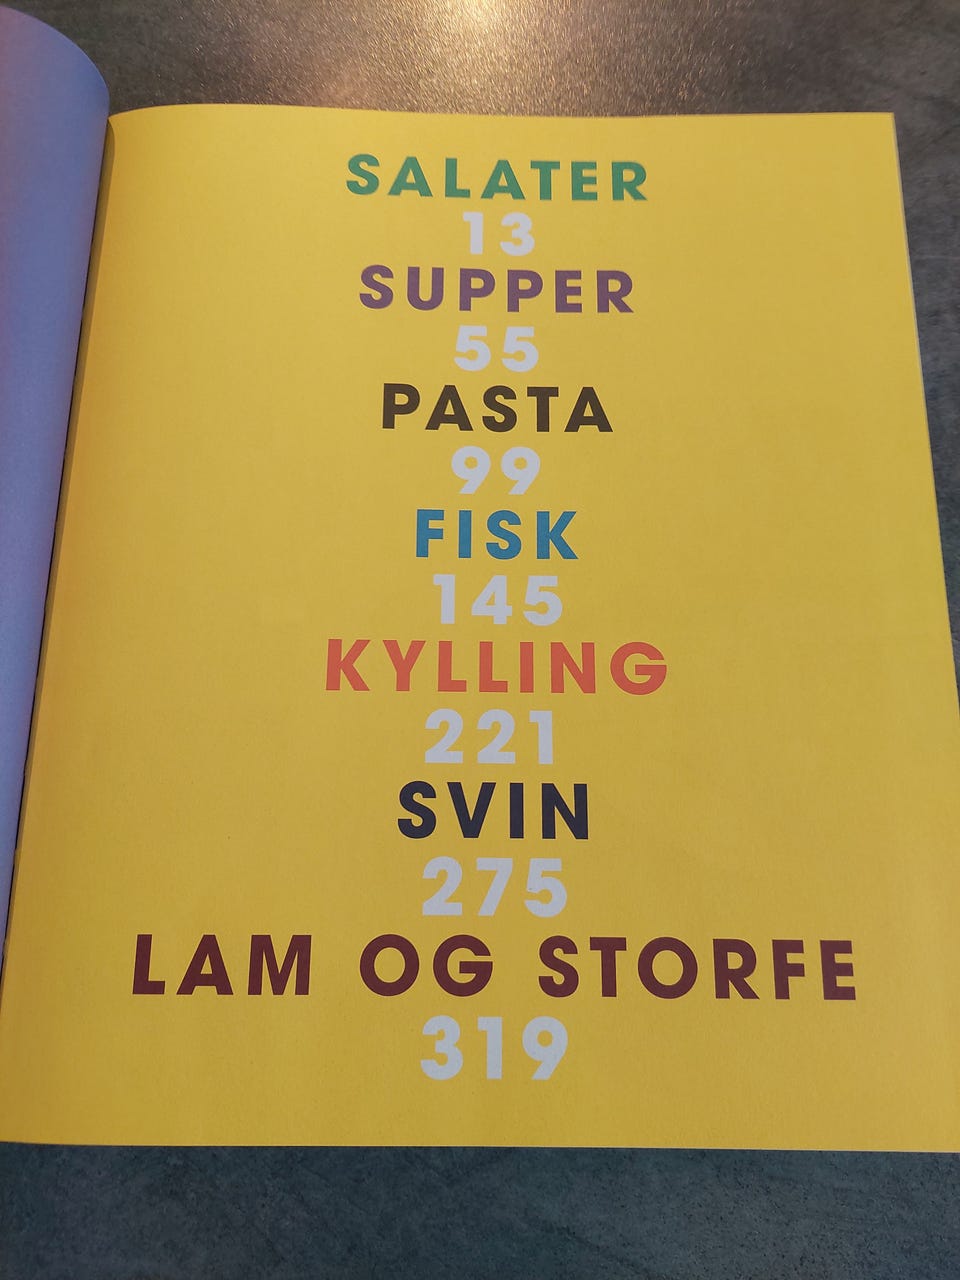 SALATER
13
SUPPER
55
PASTA
99
FISK
145
KYLLING
221
SVIN
275
LAM OG STORFE
319